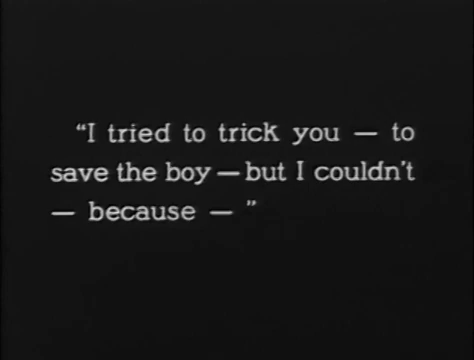 “I tried to trick you — to
save the boy — but I couldn't
— because — ”